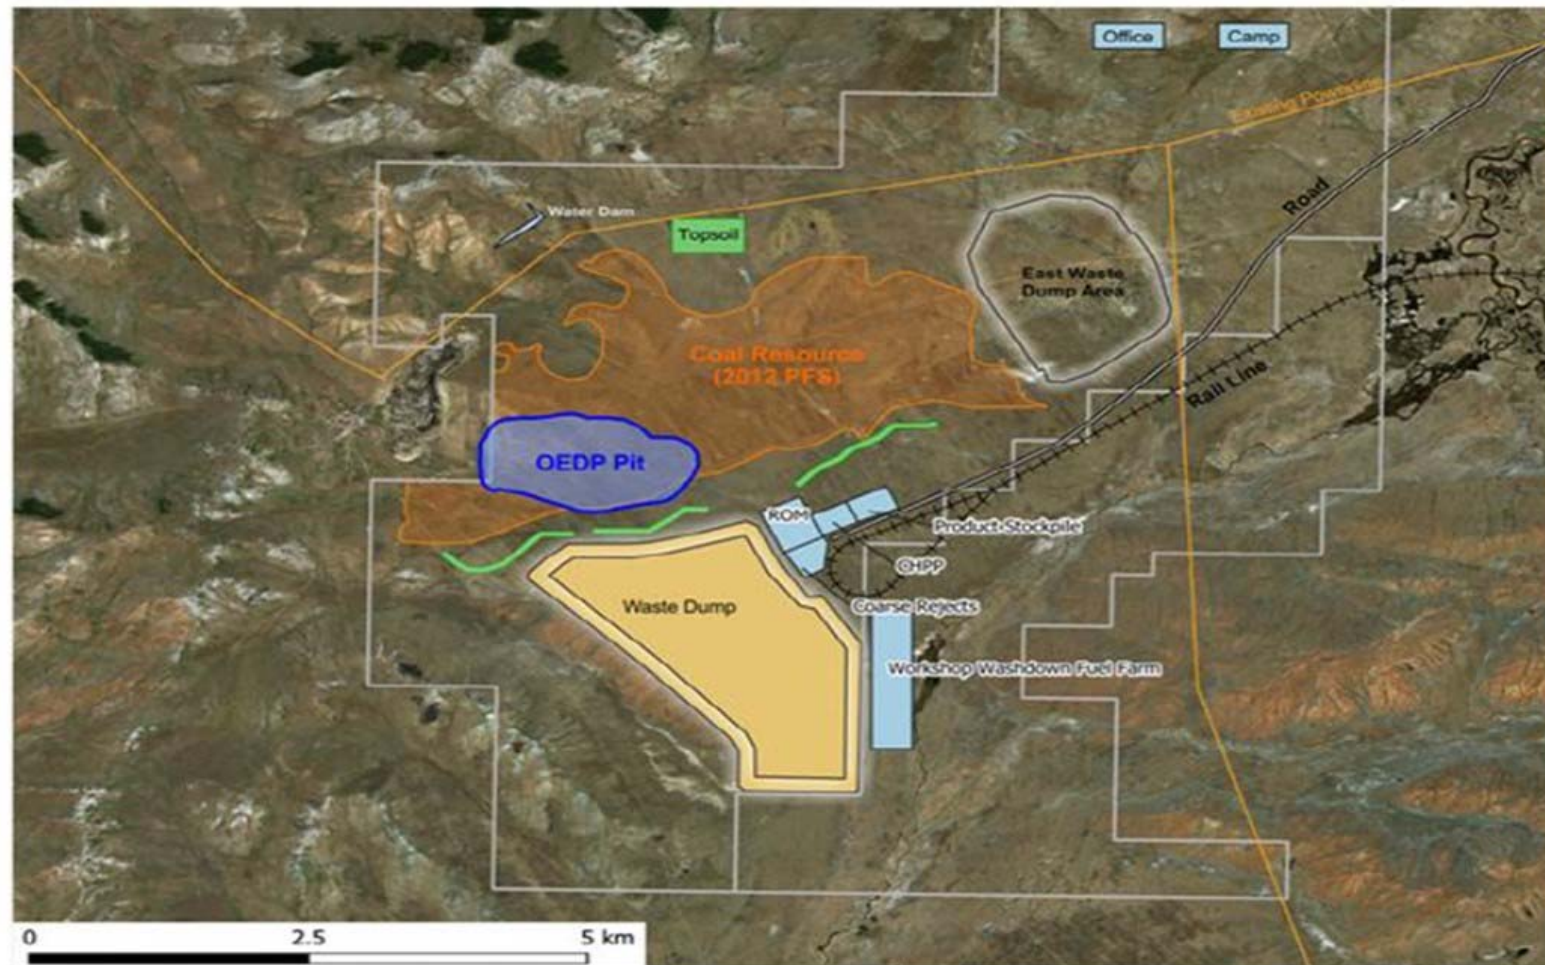 Office
Camp
Existing Powerline
Road
Water Dam
Topsoil
East Waste
Dump Area
Coal Resource
(2012 PFS)
Rail Line
OEDP Pit
ROM
Product Stockpile
CHPP
Waste Dump
Coarse Rejects
Workshop Washdown Fuel Farm
0
2.5
5 km